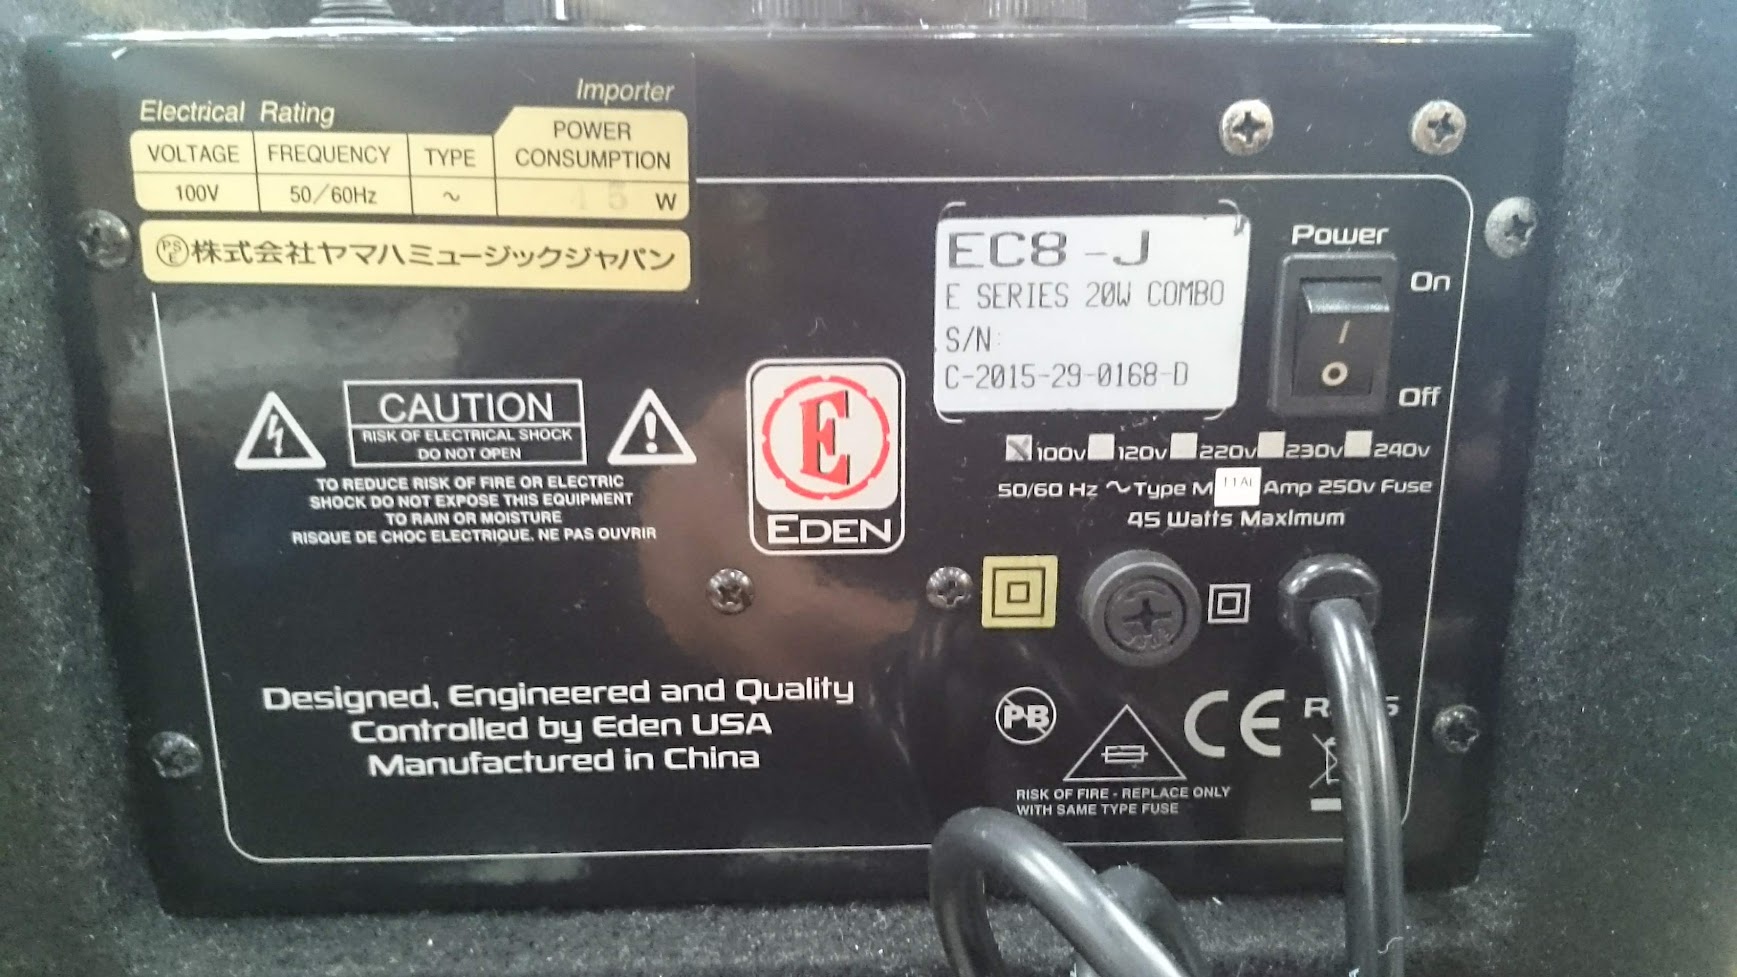 Importer
Electrical Rating
VOLTAGE FREQUENCY TYPE POWER CONSUMPTION
100V 50/60Hz ~ 45 W
PSE 株式会社ヤマハミュージックジャパン
EC8 -J
E SERIES 20W COMBO
S/N:
C-2015-29-0168-D
Power
On
I
O
Off
100v 120v 220v 230v 240v
50/60 Hz ~Type M Amp 250v Fuse
45 Watts MaxImum
CAUTION
RISK OF ELECTRICAL SHOCK
DO NOT OPEN
TO REDUCE RISK OF FIRE OR ELECTRIC
SHOCK DO NOT EXPOSE THIS EQUIPMENT
TO RAIN OR MOISTURE
RISQUE DE CHOC ELECTRIQUE. NE PAS OUVRIR
E
EDEN
Designed, Engineered and Quality
Controlled by Eden USA
Manufactured in China
PB
CE
RISK OF FIRE - REPLACE ONLY
WITH SAME TYPE FUSE